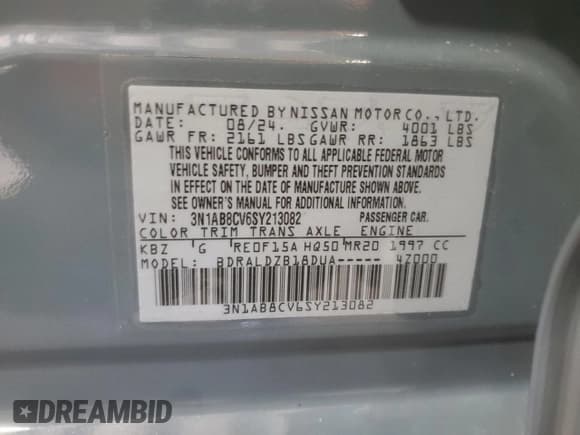 MANUFACTURED BY NISSAN MOTOR CO., LTD.
DATE: 08/24. GVWR: 4001 LBS
GAWR FR: 2161 LBS GAWR RR: 1863 LBS
THIS VEHICLE CONFORMS TO ALL APPLICABLE FEDERAL MOTOR
VEHICLE SAFETY, BUMPER AND THEFT PREVENTION STANDARDS
IN EFFECT ON THE DATE OF MANUFACTURE SHOWN ABOVE.
SEE OWNER'S MANUAL FOR ADDITIONAL INFORMATION.
VIN: 3N1AB8CV6SY213082 PASSENGER CAR.
COLOR TRIM TRANS AXLE ENGINE
KBZ G RE0F15A HQ50 MR20 1997 CC
MODEL: BDRALDZB18DUA----- 4Z000
3N1AB8CV6SY213082
DREAMBID